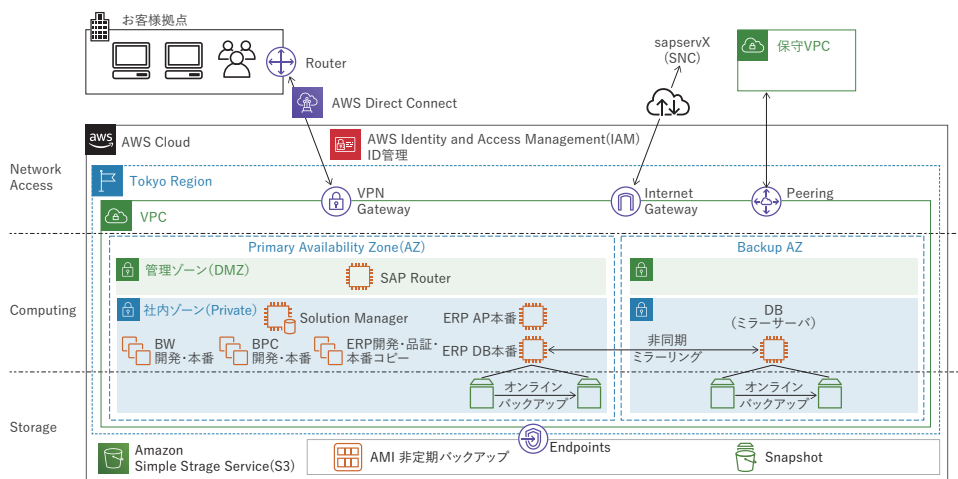 お客様拠点
Router
AWS Direct Connect
sapservX
(SNC)
保守VPC
aws
AWS Cloud
AWS Identity and Access Management(IAM)
ID管理
Network
Access
Tokyo Region
VPN
Gateway
Internet
Gateway
Peering
VPC
Primary Availability Zone(AZ)
Backup AZ
管理ゾーン(DMZ)
SAP Router
Computing
社内ゾーン(Private)
Solution Manager
ERP AP本番
DB
(ミラーサーバ)
BW
開発・本番
BPC
開発・本番
ERP開発・品証・
本番コピー
ERP DB本番
非同期
ミラーリング
オンライン
バックアップ
オンライン
バックアップ
Storage
Endpoints
Amazon
Simple Strage Service(S3)
AMI 非定期バックアップ
Snapshot